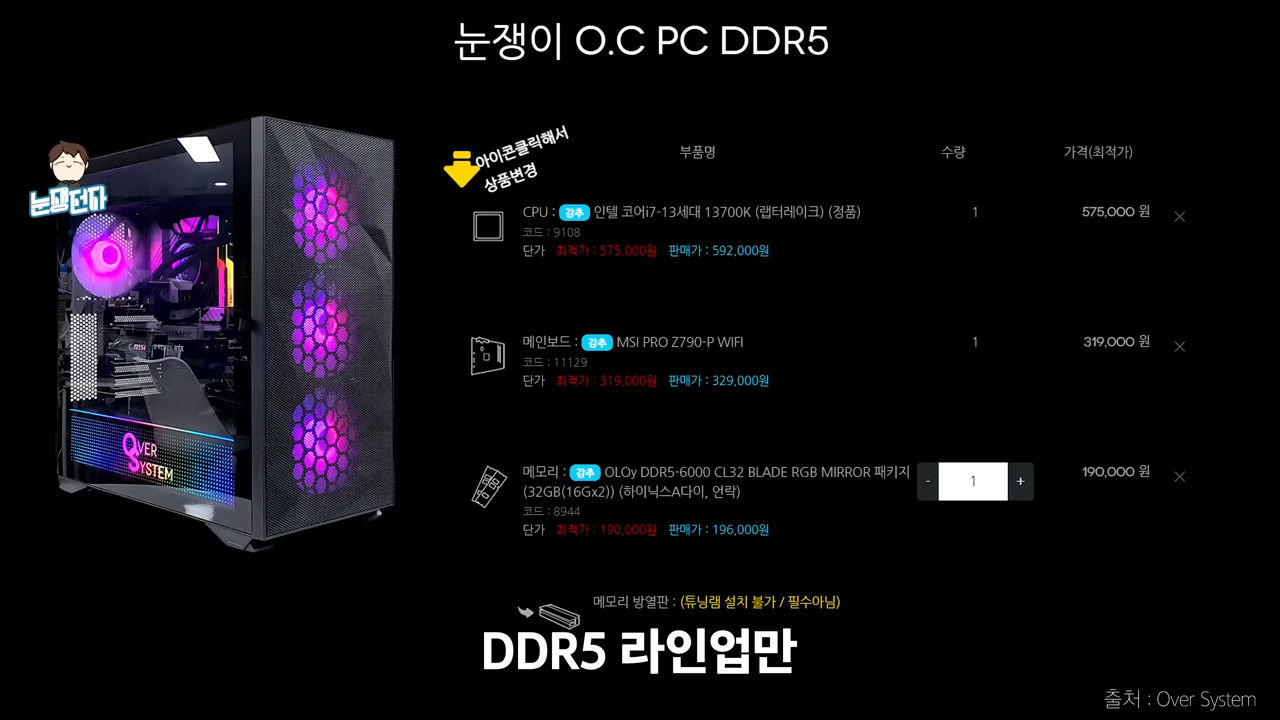 눈쟁이 O.C PC DDR5
눈쟁더자
아이콘클릭해서
상품변경
부품명
수량
가격(최적가)
CPU : 강추 인텔 코어i7-13세대 13700K (랩터레이크) (정품)
1
575,000 원
코드 : 9108
단가 최적가 : 575,000원 판매가 : 592,000원
메인보드 : 강추 MSI PRO Z790-P WIFI
1
319,000 원
코드 : 11129
단가 최적가 : 319,000원 판매가 : 329,000원
메모리 : 강추 OLOy DDR5-6000 CL32 BLADE RGB MIRROR 패키지
(32GB(16Gx2)) (하이닉스A다이, 언락)
- 1 +
190,000 원
코드 : 8944
단가 최적가 : 190,000원 판매가 : 196,000원
메모리 방열판 : (튜닝램 설치 불가 / 필수아님)
OVER
SYSTEM
DDR5 라인업만
출처 : Over System